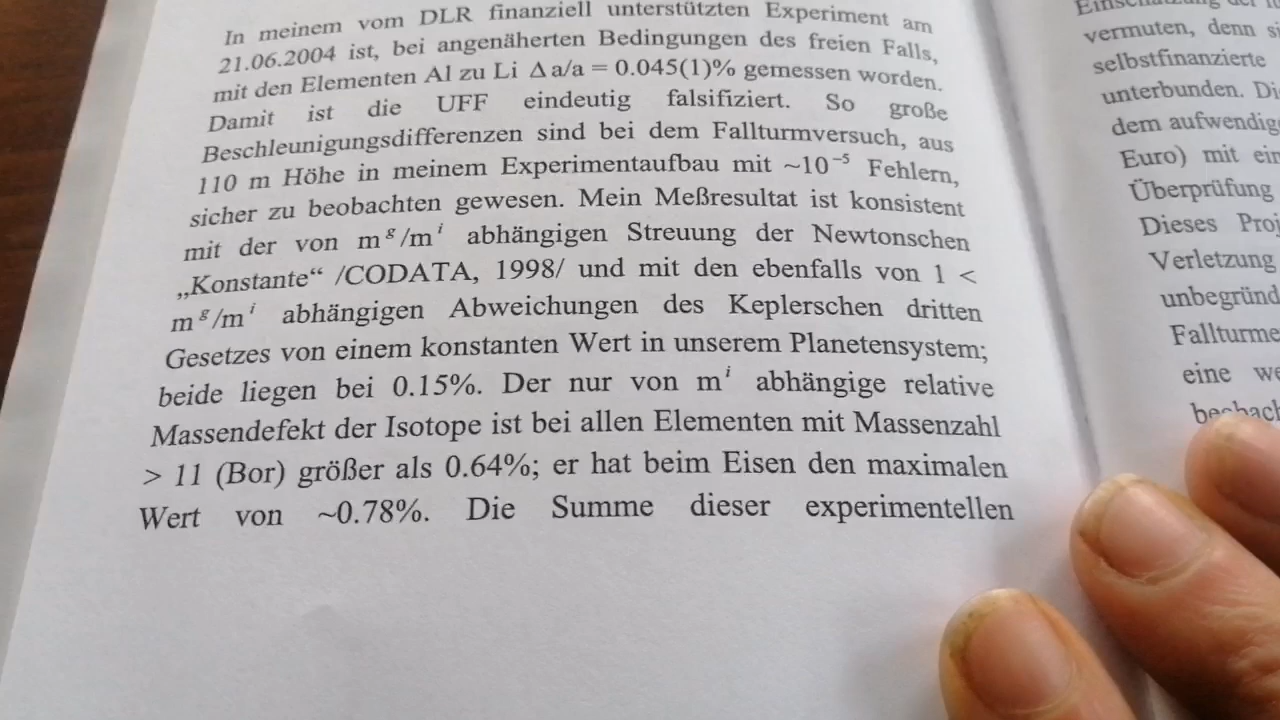 In meinem vom DLR finanziell unterstützten Experiment am
21.06.2004 ist, bei angenäherten Bedingungen des freien Falls,
mit den Elementen Al zu Li Δa/a = 0.045(1)% gemessen worden.
Damit ist die UFF eindeutig falsifiziert. So große
Beschleunigungsdifferenzen sind bei dem Fallturmversuch, aus
110 m Höhe in meinem Experimentaufbau mit ~10⁻⁵ Fehlern,
sicher zu beobachten gewesen. Mein Meßresultat ist konsistent
mit der von mᵍ/mⁱ abhängigen Streuung der Newtonschen
„Konstante“ /CODATA, 1998/ und mit den ebenfalls von 1 <
mᵍ/mⁱ abhängigen Abweichungen des Keplerschen dritten
Gesetzes von einem konstanten Wert in unserem Planetensystem;
beide liegen bei 0.15%. Der nur von mⁱ abhängige relative
Massendefekt der Isotope ist bei allen Elementen mit Massenzahl
> 11 (Bor) größer als 0.64%; er hat beim Eisen den maximalen
Wert von ~0.78%. Die Summe dieser experimentellen
vermuten, denn
selbstfinanzierte
unterbunden.
dem
Euro) mit
Überprüfung
Dieses
Verletzung
eine